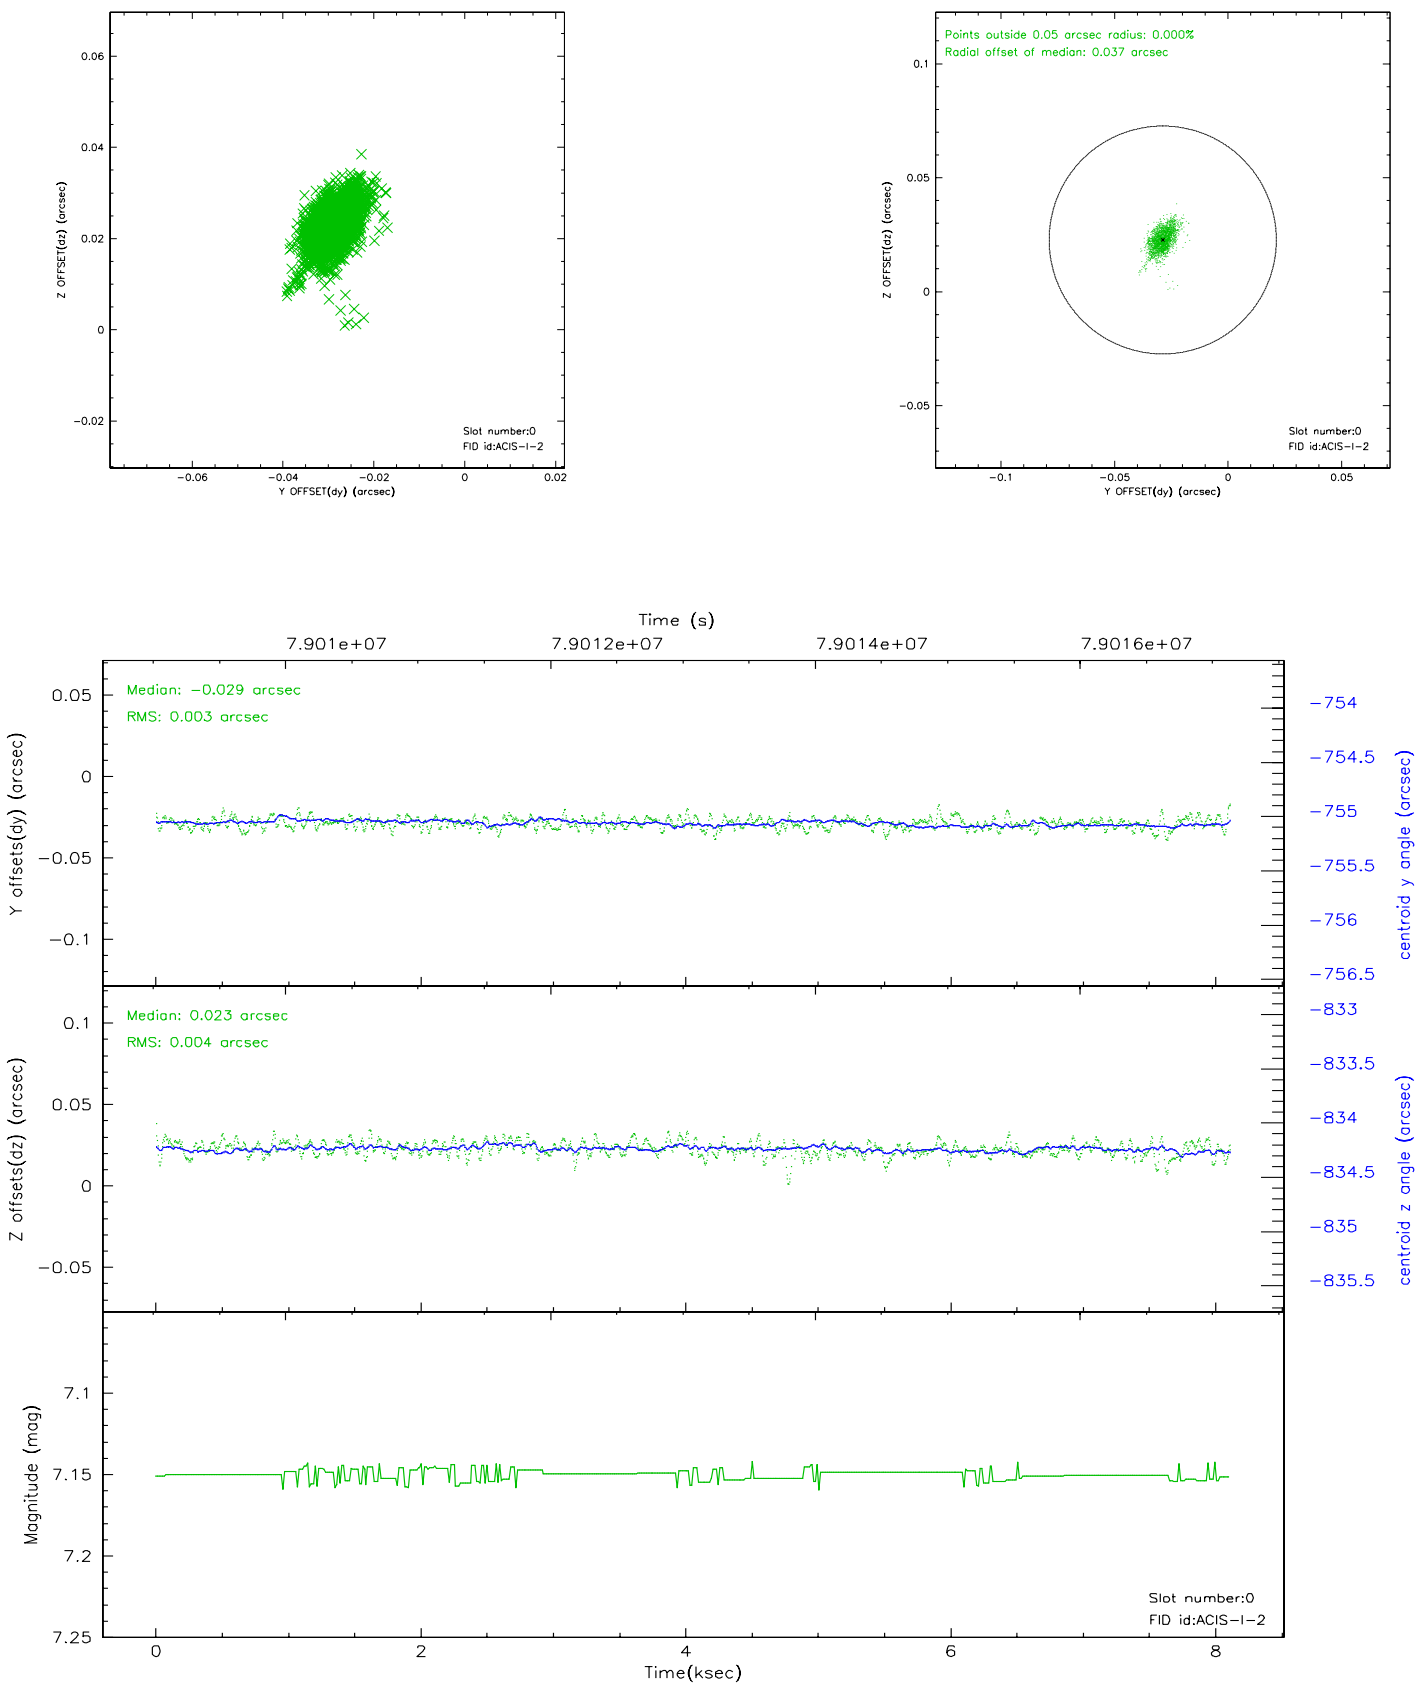 0.06
0.04
0.02
0
−0.02
Z OFFSET(dz) (arcsec)
Slot number:0
FID id:ACIS−I−2
−0.06 −0.04 −0.02 0 0.02
Y OFFSET(dy) (arcsec)
Points outside 0.05 arcsec radius: 0.000%
Radial offset of median: 0.037 arcsec
0.1
0.05
0
−0.05
Z OFFSET(dz) (arcsec)
Slot number:0
FID id:ACIS−I−2
−0.1 −0.05 0 0.05
Y OFFSET(dy) (arcsec)
Time (s)
7.901e+07 7.9012e+07 7.9014e+07 7.9016e+07
Median: −0.029 arcsec
RMS: 0.003 arcsec
0.05
0
−0.05
−0.1
Y offsets(dy) (arcsec)
−754
−754.5
−755
−755.5
−756
−756.5
centroid y angle (arcsec)
Median: 0.023 arcsec
RMS: 0.004 arcsec
0.1
0.05
0
−0.05
Z offsets(dz) (arcsec)
−833
−833.5
−834
−834.5
−835
−835.5
centroid z angle (arcsec)
7.1
7.15
7.2
7.25
Magnitude (mag)
Slot number:0
FID id:ACIS−I−2
0 2 4 6 8
Time(ksec)